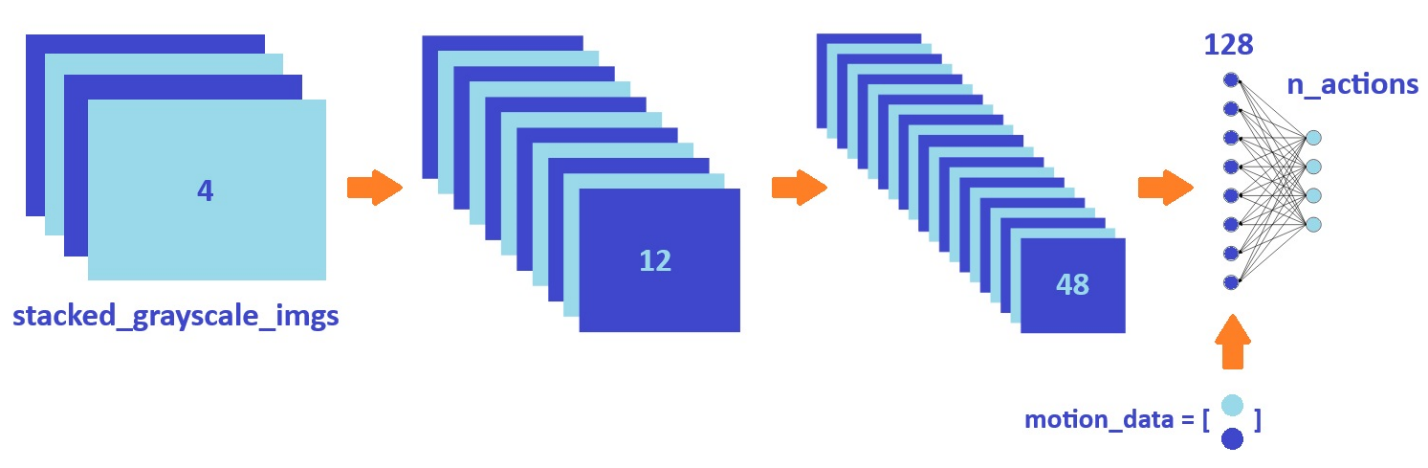 4
stacked_grayscale_imgs
12
48
128
n_actions
motion_data = [ ]